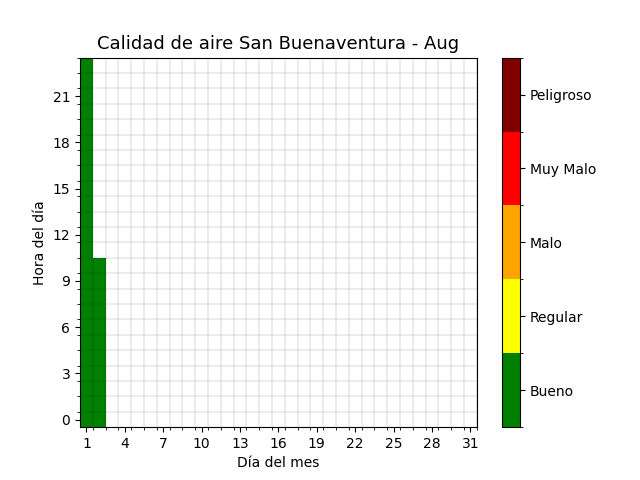 Calidad de aire San Buenaventura - Aug
Hora del día
21
18
15
12
9
6
3
0
1 4 7 10 13 16 19 22 25 28 31
Día del mes
Peligroso
Muy Malo
Malo
Regular
Bueno